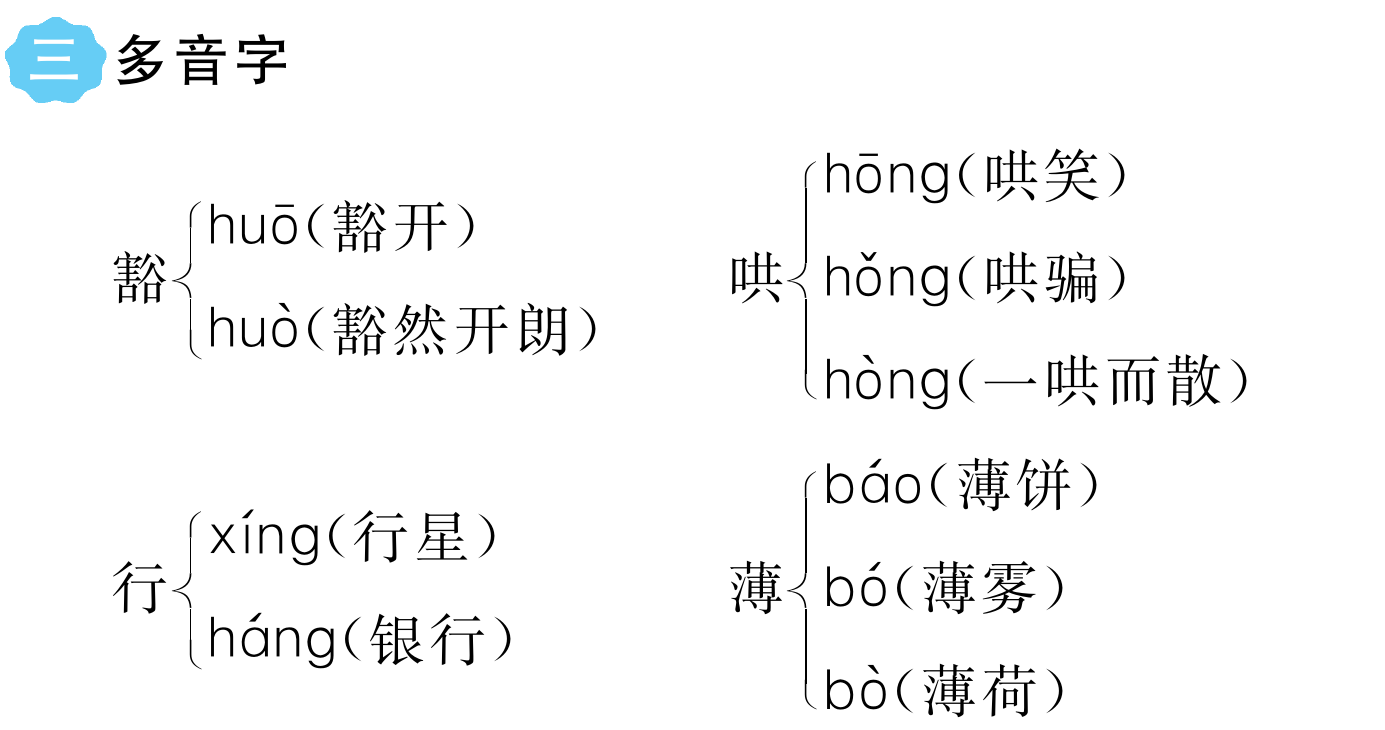 三 多音字
豁
huō(豁开)
huò(豁然开朗)
哄
hōng(哄笑)
hǒng(哄骗)
hòng(一哄而散)
行
xíng(行星)
háng(银行)
薄
báo(薄饼)
bó(薄雾)
bò(薄荷)